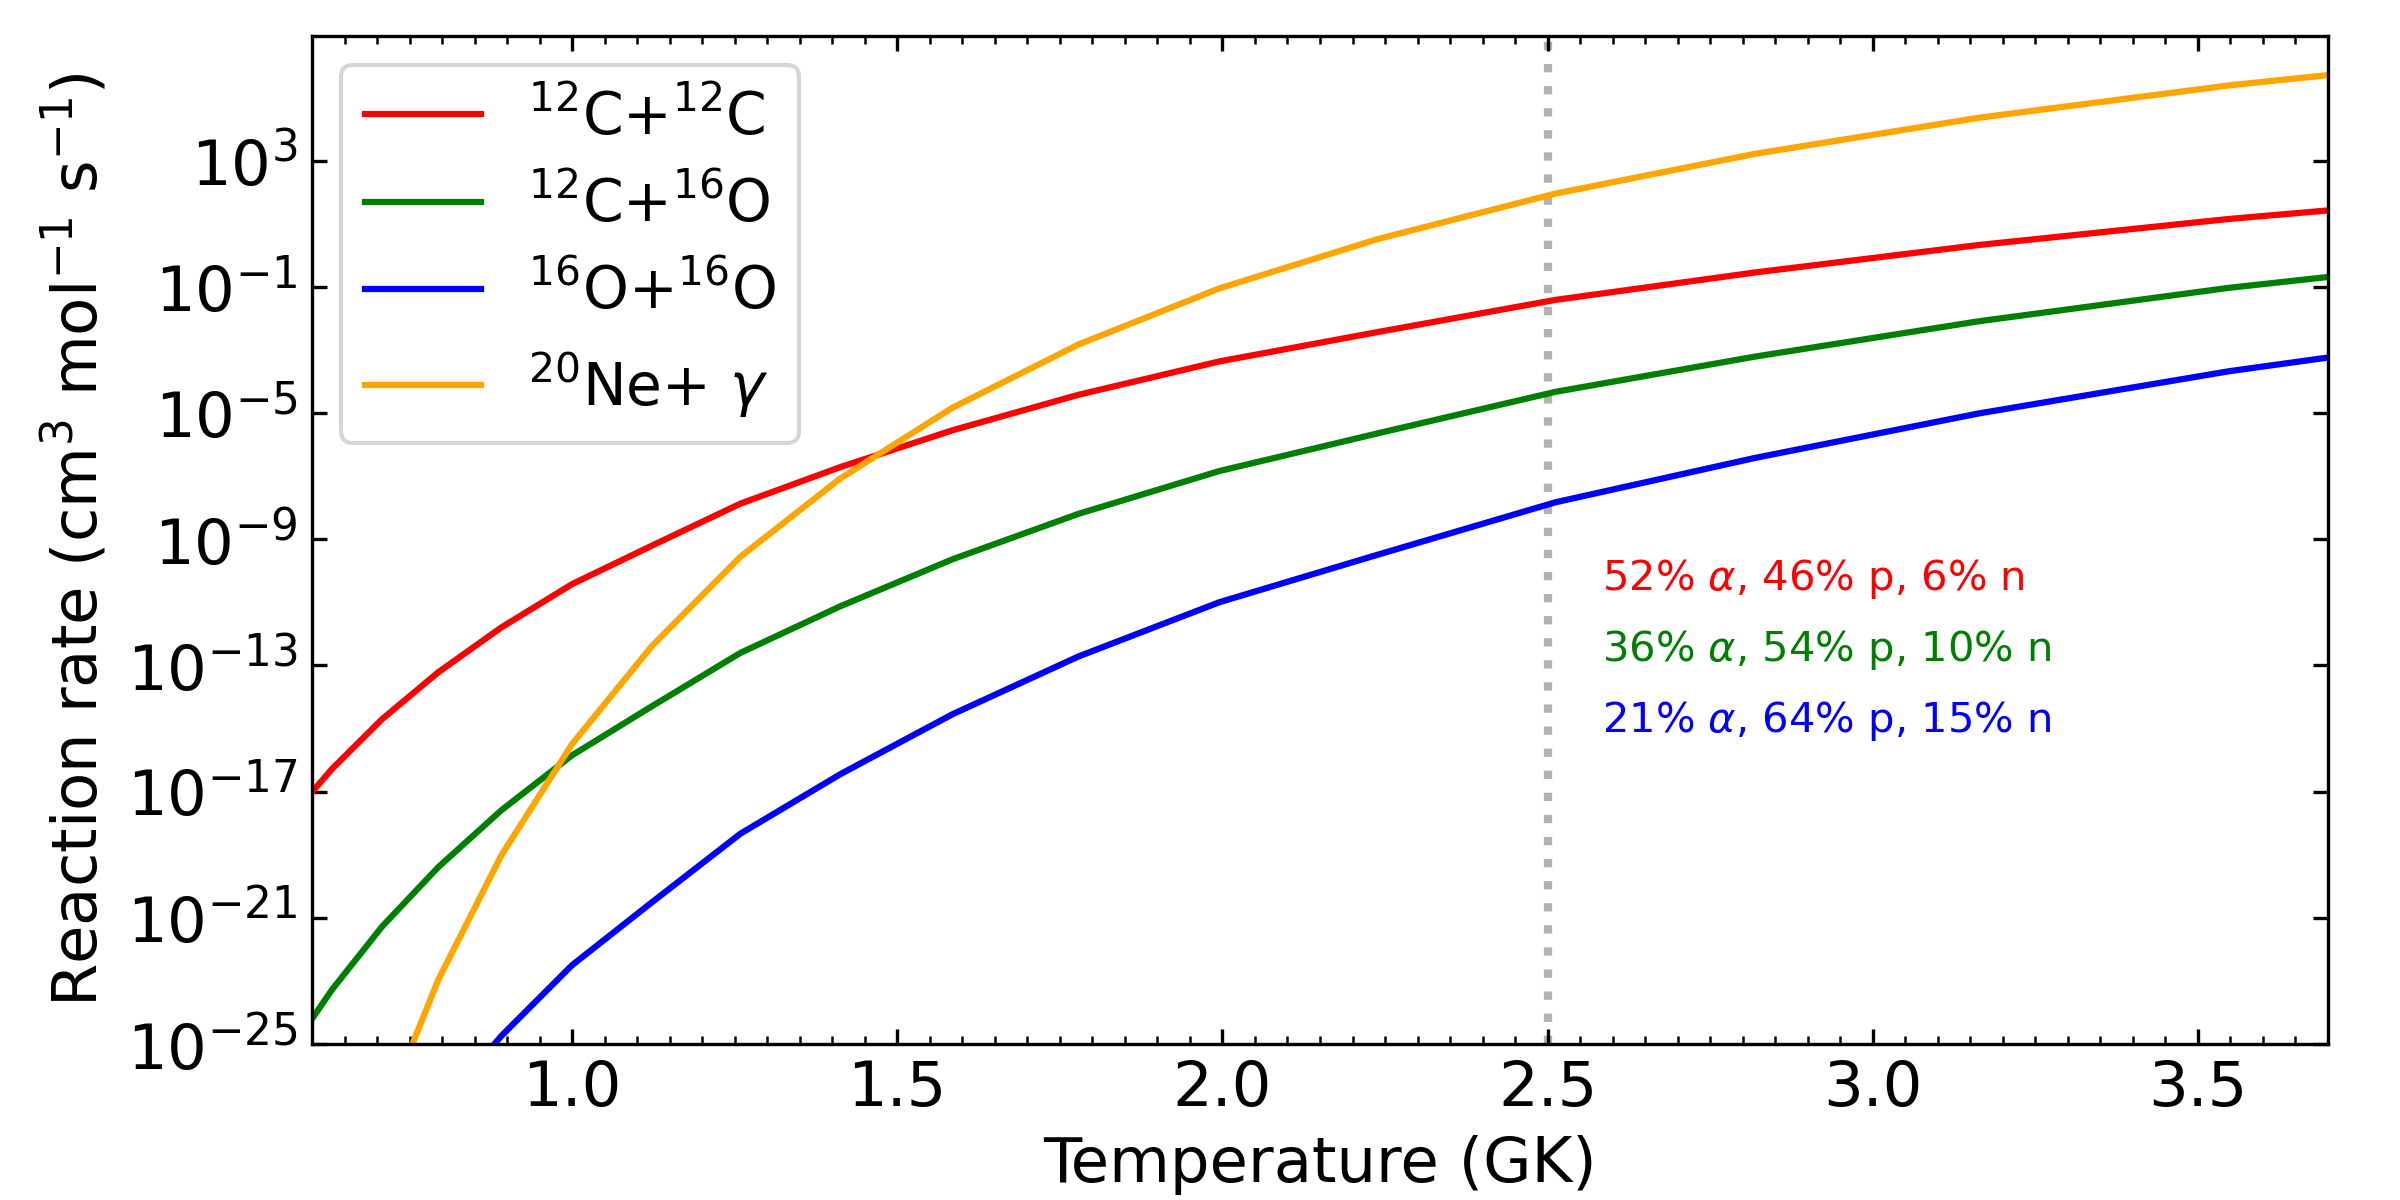 ¹²C+¹²C
¹²C+¹⁶O
¹⁶O+¹⁶O
²⁰Ne+ γ
Reaction rate (cm³ mol⁻¹ s⁻¹)
10³
10⁻¹
10⁻⁵
10⁻⁹
10⁻¹³
10⁻¹⁷
10⁻²¹
10⁻²⁵
52% α, 46% p, 6% n
36% α, 54% p, 10% n
21% α, 64% p, 15% n
1.0 1.5 2.0 2.5 3.0 3.5
Temperature (GK)